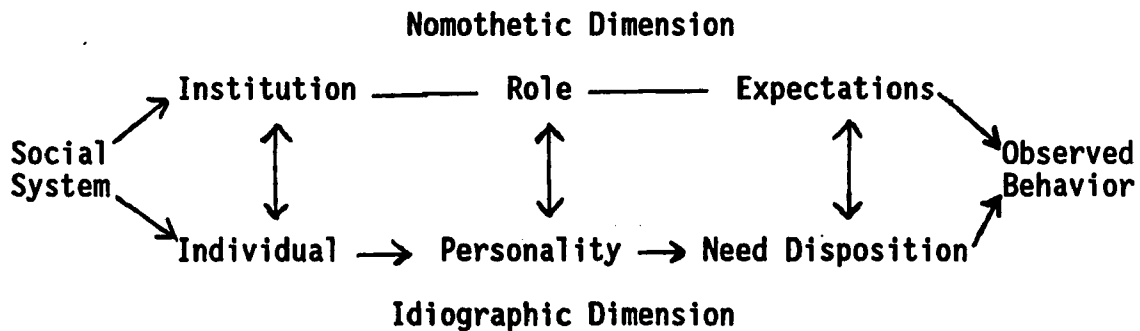 Nomothetic Dimension
Institution Role Expectations
Social
System
Observed
Behavior
Individual Personality Need Disposition
Idiographic Dimension